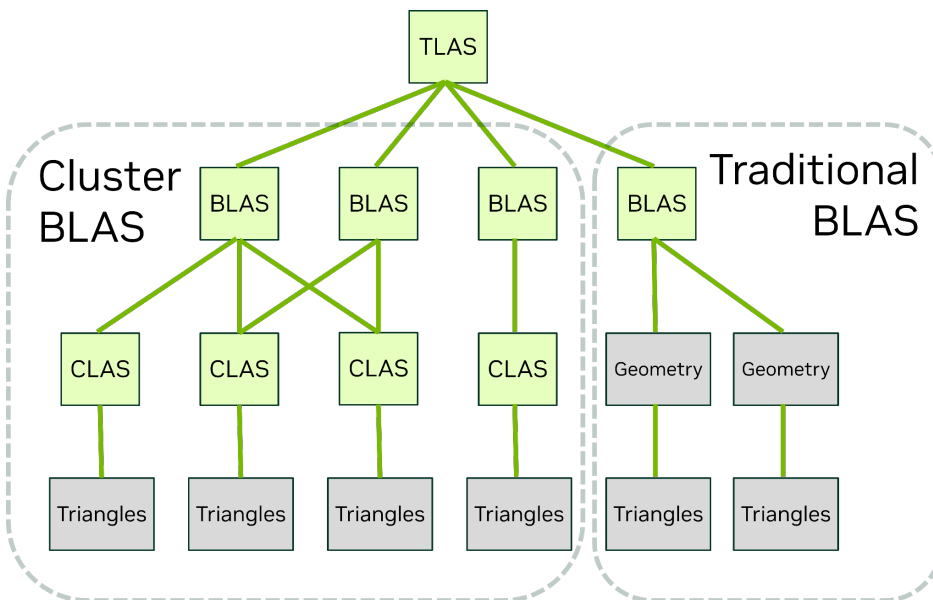 TLAS
Cluster
BLAS
Traditional
BLAS
BLAS
BLAS
BLAS
BLAS
CLAS
CLAS
CLAS
CLAS
Geometry
Geometry
Triangles
Triangles
Triangles
Triangles
Triangles
Triangles